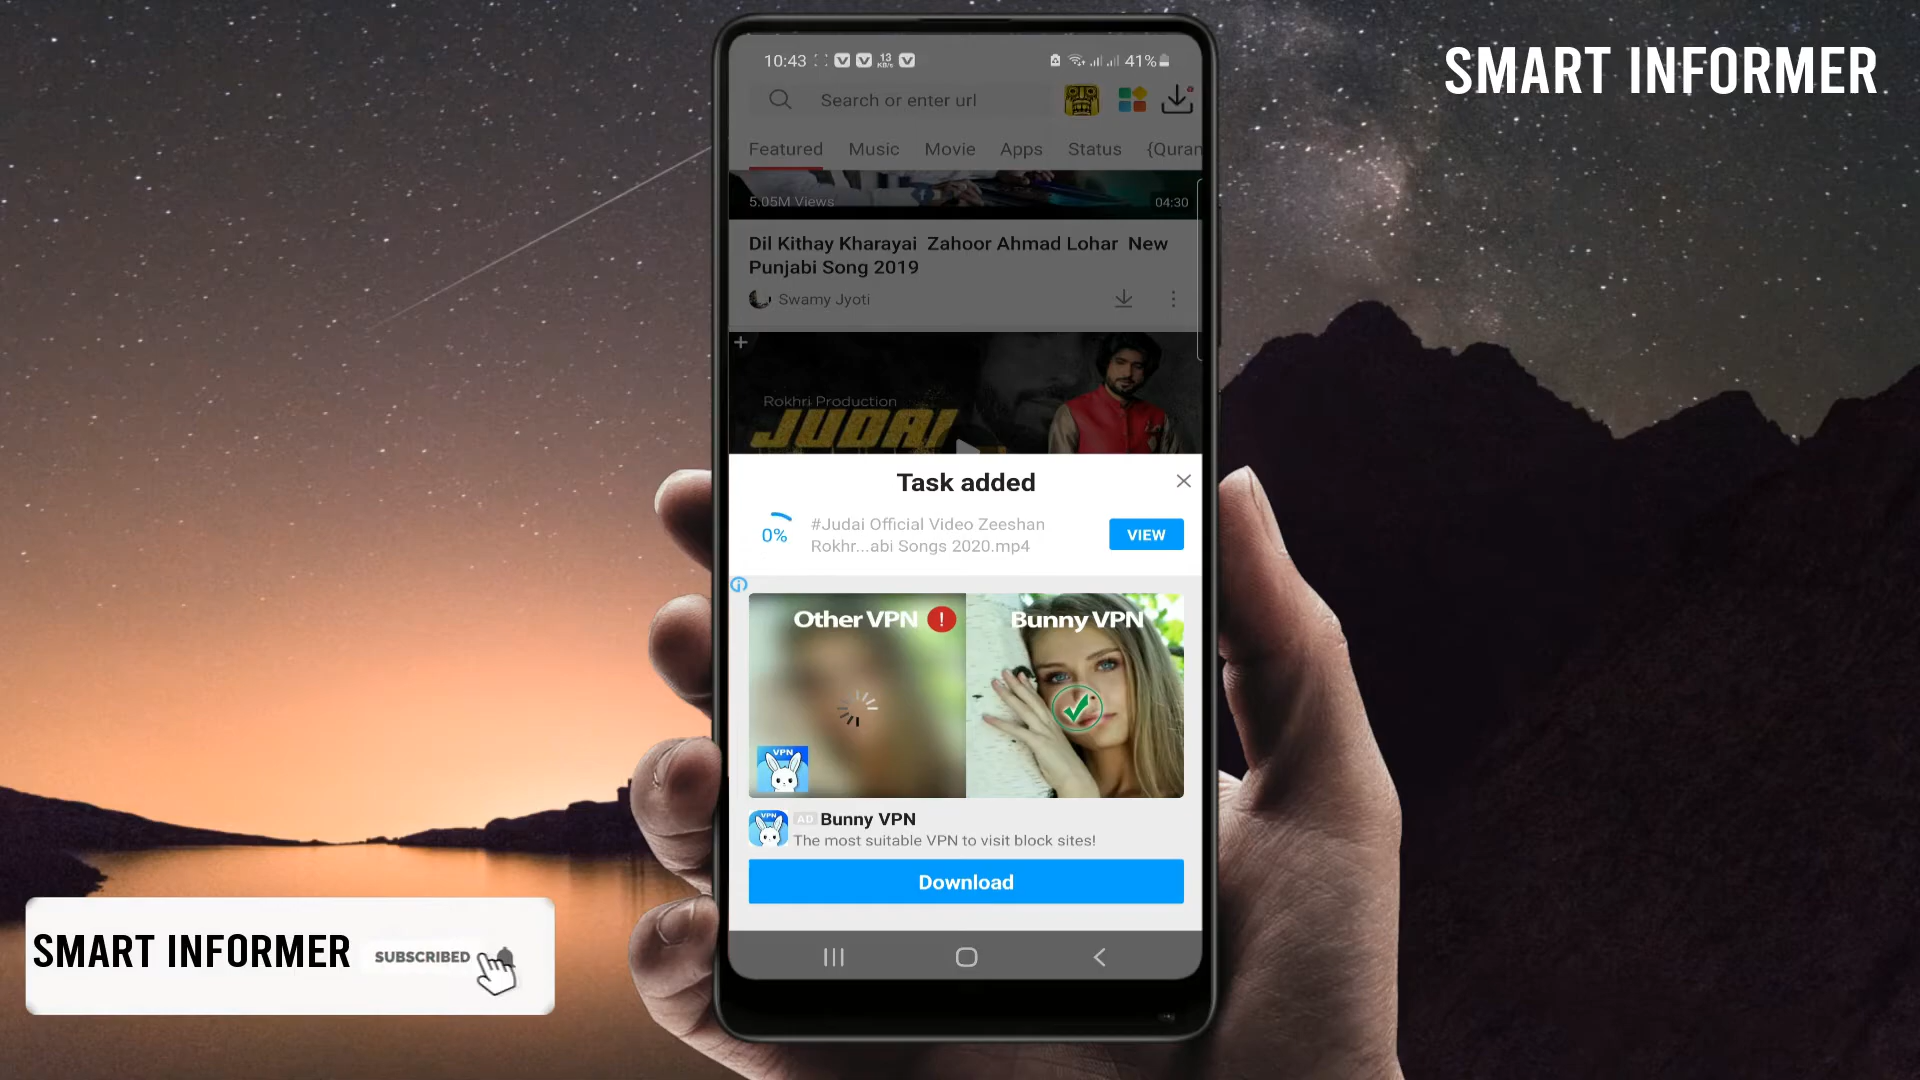 SMART INFORMER
10:43 13 KB/s 41%
Search or enter url
Featured Music Movie Apps Status {Quran
5.05M Views 04:30
Dil Kithay Kharayai Zahoor Ahmad Lohar New
Punjabi Song 2019
Swamy Jyoti
Rokhri Production
JUDAI
Task added
0% #Judai Official Video Zeeshan
Rokhr...abi Songs 2020.mp4
VIEW
Other VPN ! Bunny VPN
VPN
VPN
AD Bunny VPN
The most suitable VPN to visit block sites!
Download
SMART INFORMER SUBSCRIBED